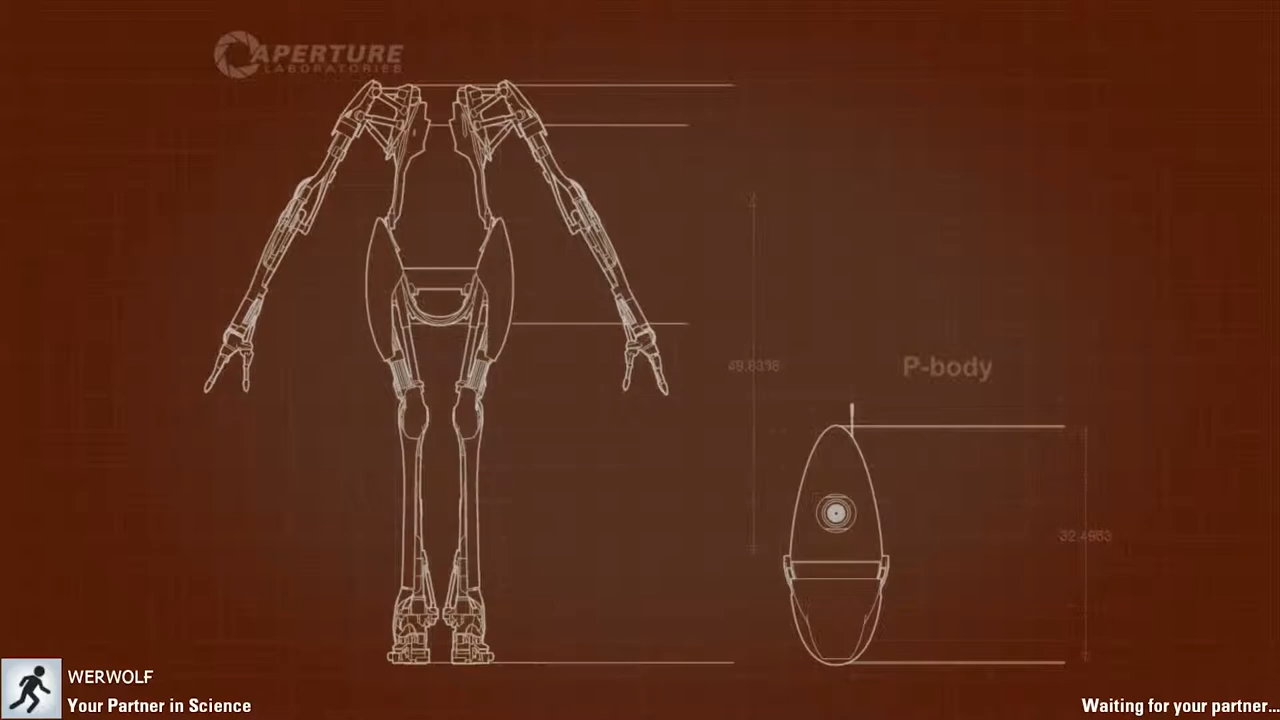 APERTURE
LABORATORIES
P-body
32.4963
WERWOLF
Your Partner in Science
Waiting for your partner...